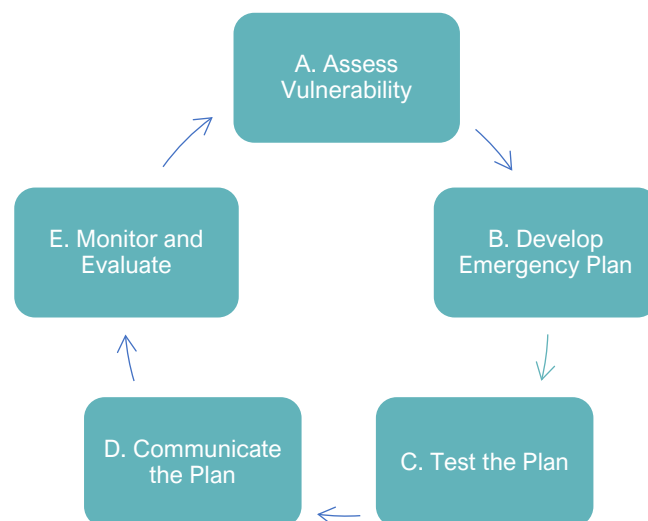 A. Assess
Vulnerability
B. Develop
Emergency Plan
C. Test the Plan
D. Communicate
the Plan
E. Monitor and
Evaluate